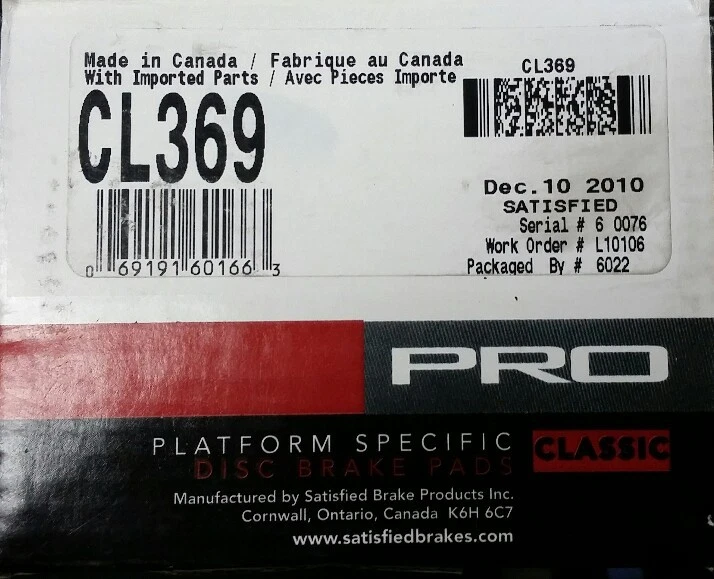 Made in Canada / Fabrique au Canada
With Imported Parts / Avec Pieces Importe
CL369
CL369
Dec.10 2010
SATISFIED
Serial # 6 0076
Work Order # L10106
Packaged By # 6022
0 69191 60166 3
PRO
PLATFORM SPECIFIC
DISC BRAKE PADS
CLASSIC
Manufactured by Satisfied Brake Products Inc.
Cornwall, Ontario, Canada K6H 6C7
www.satisfiedbrakes.com